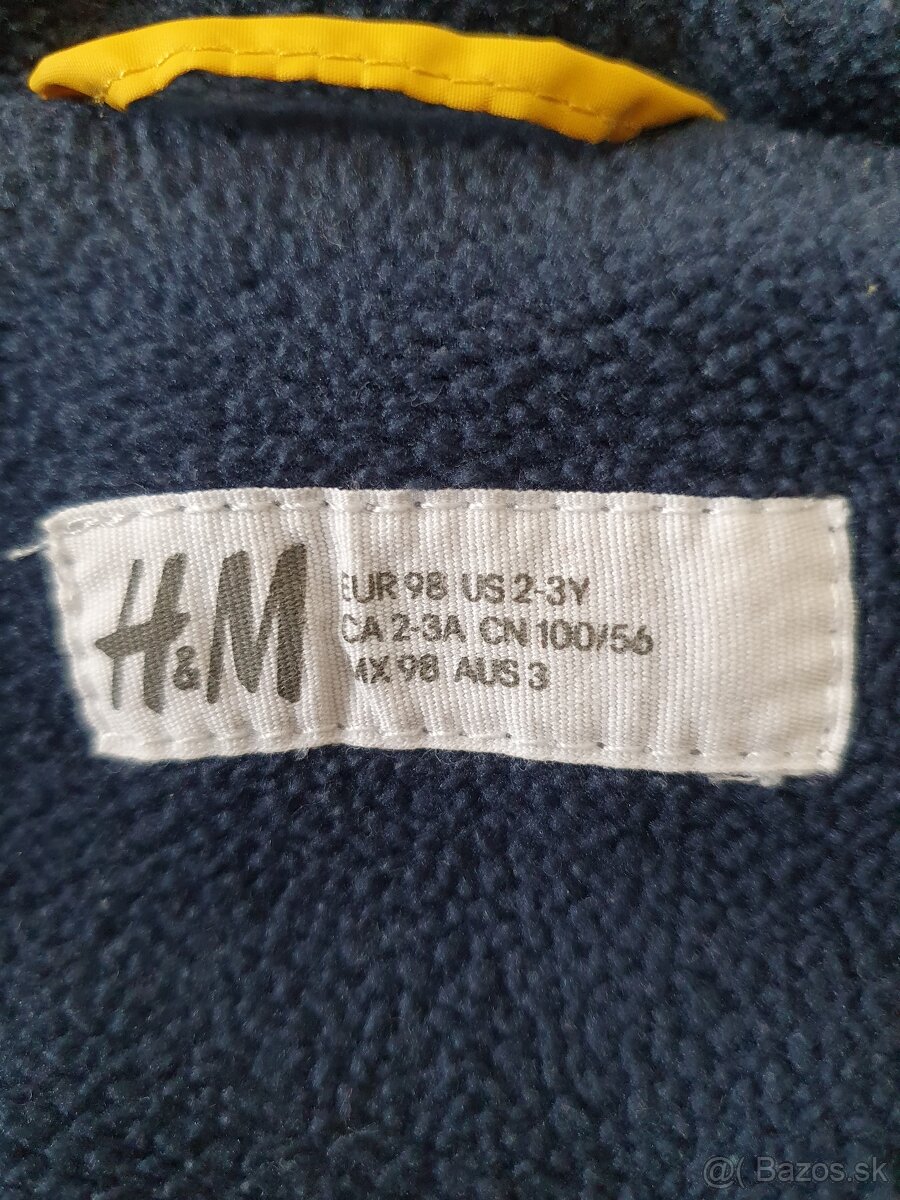 H&M
EUR 98 US 2-3Y
CA 2-3A CN 100/56
MX 98 AUS 3
@( Bazos.sk